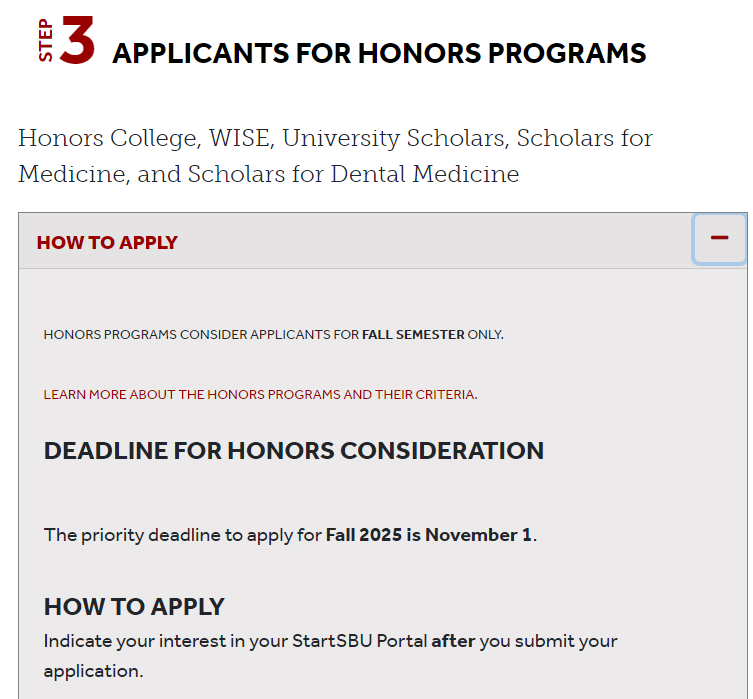 STEP 3 APPLICANTS FOR HONORS PROGRAMS
Honors College, WISE, University Scholars, Scholars for
Medicine, and Scholars for Dental Medicine
HOW TO APPLY
HONORS PROGRAMS CONSIDER APPLICANTS FOR FALL SEMESTER ONLY.
LEARN MORE ABOUT THE HONORS PROGRAMS AND THEIR CRITERIA.
DEADLINE FOR HONORS CONSIDERATION
The priority deadline to apply for Fall 2025 is November 1.
HOW TO APPLY
Indicate your interest in your StartSBU Portal after you submit your
application.